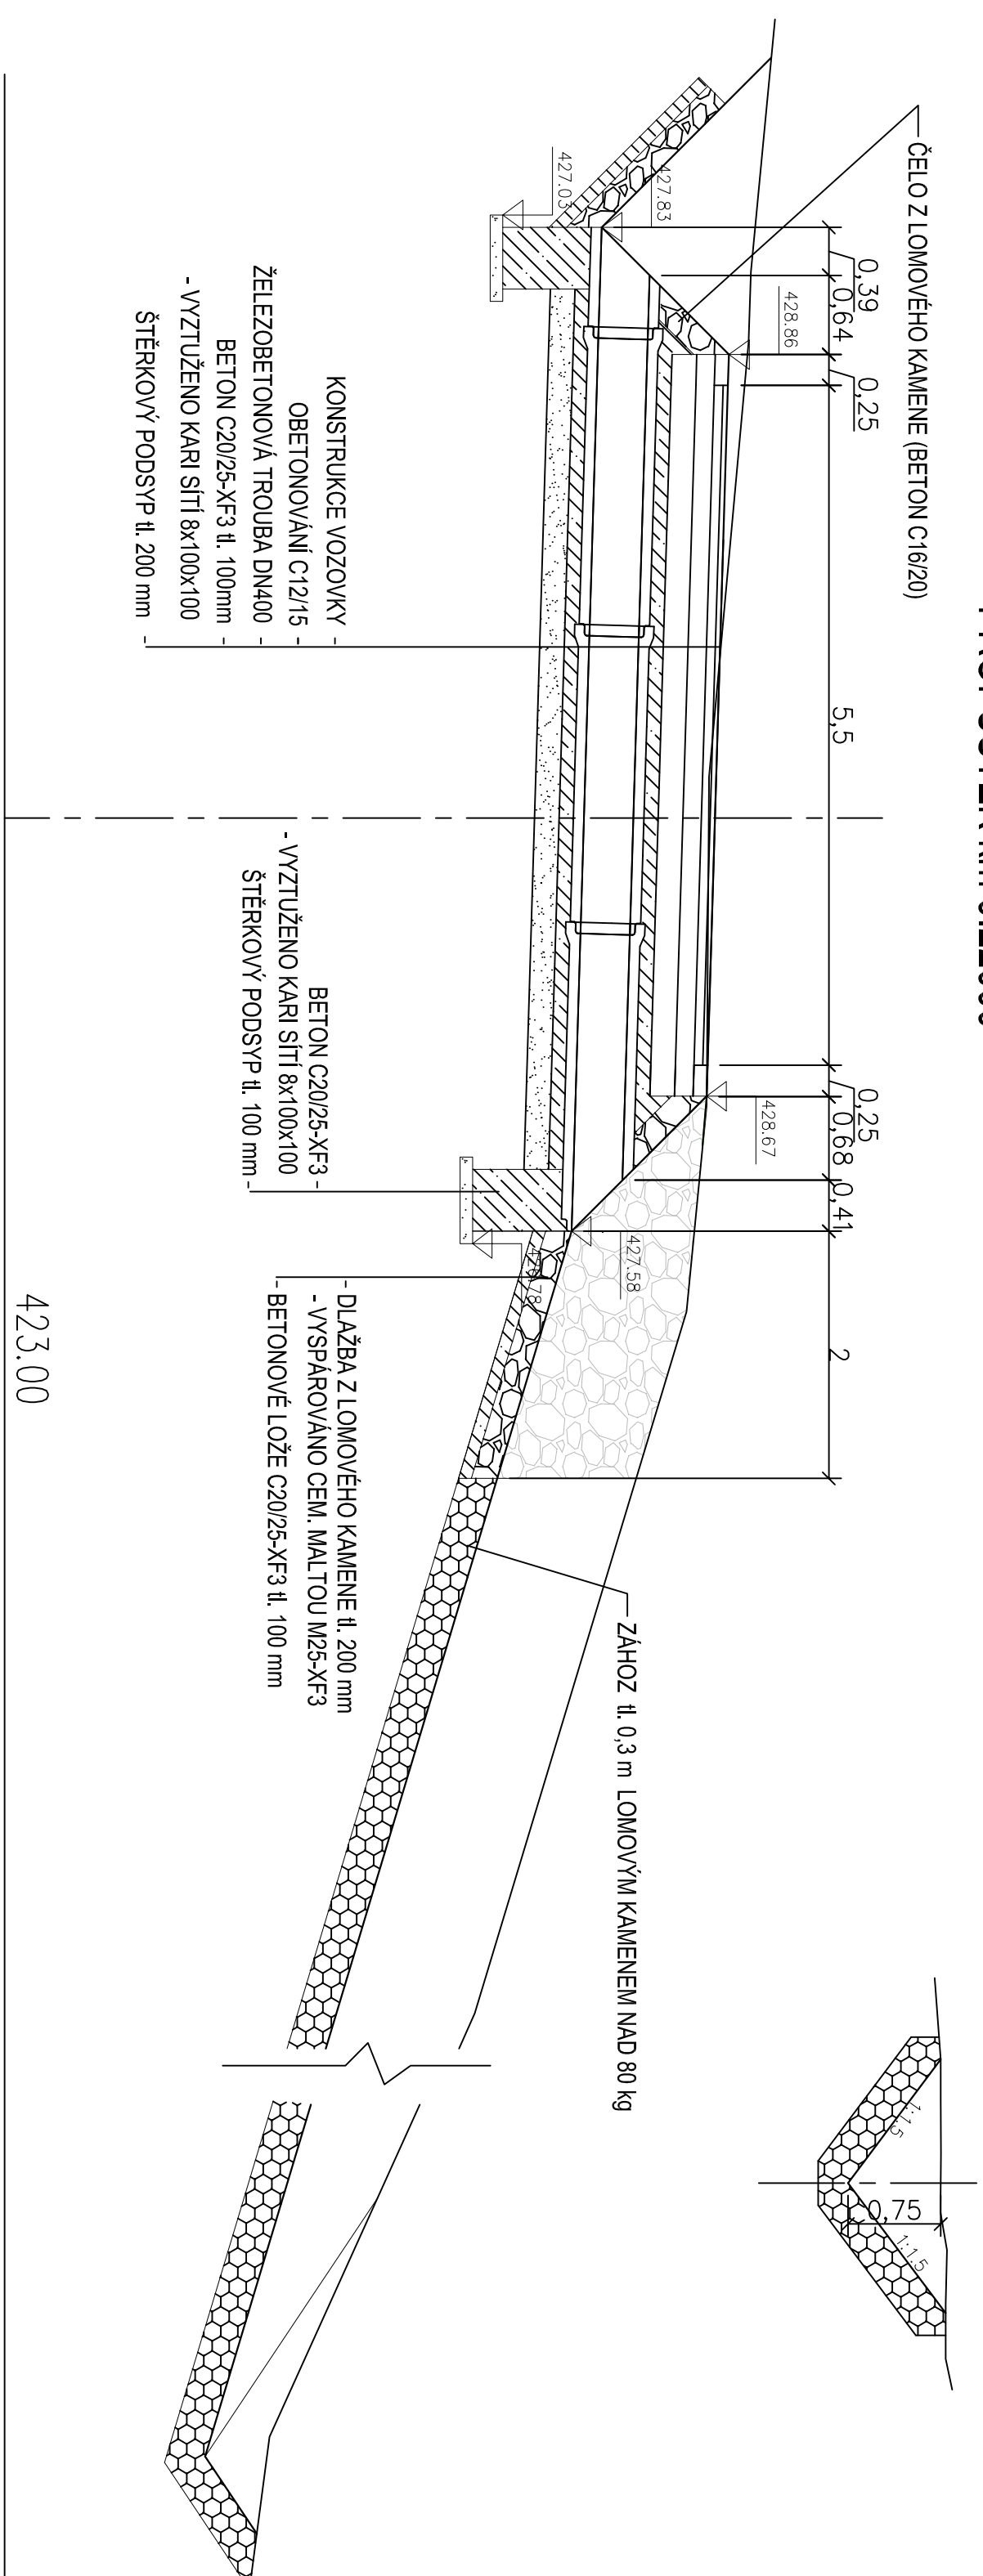 ČELO Z LOMOVÉHO KAMENE (BETON C16/20)
0,39
0,64
0,25
5,5
0,25
0,68
0,41
2
428.86
427.83
427.03
428.67
427.58
KONSTRUKCE VOZOVKY -
OBETONOVÁNÍ C12/15 -
ŽELEZOBETONOVÁ TROUBA DN400 -
BETON C20/25-XF3 tl. 100mm -
- VYZTUŽENO KARI SÍTÍ 8x100x100
ŠTĚRKOVÝ PODSYP tl. 200 mm -
BETON C20/25-XF3 -
- VYZTUŽENO KARI SÍTÍ 8x100x100
ŠTĚRKOVÝ PODSYP tl. 100 mm -
- DLAŽBA Z LOMOVÉHO KAMENE tl. 200 mm
- VYSPÁROVÁNO CEM. MALTOU M25-XF3
- BETONOVÉ LOŽE C20/25-XF3 tl. 100 mm
ZÁHOZ tl. 0,3 m LOMOVÝM KAMENEM NAD 80 kg
1:1.5
0,75
1:1.5
423.00